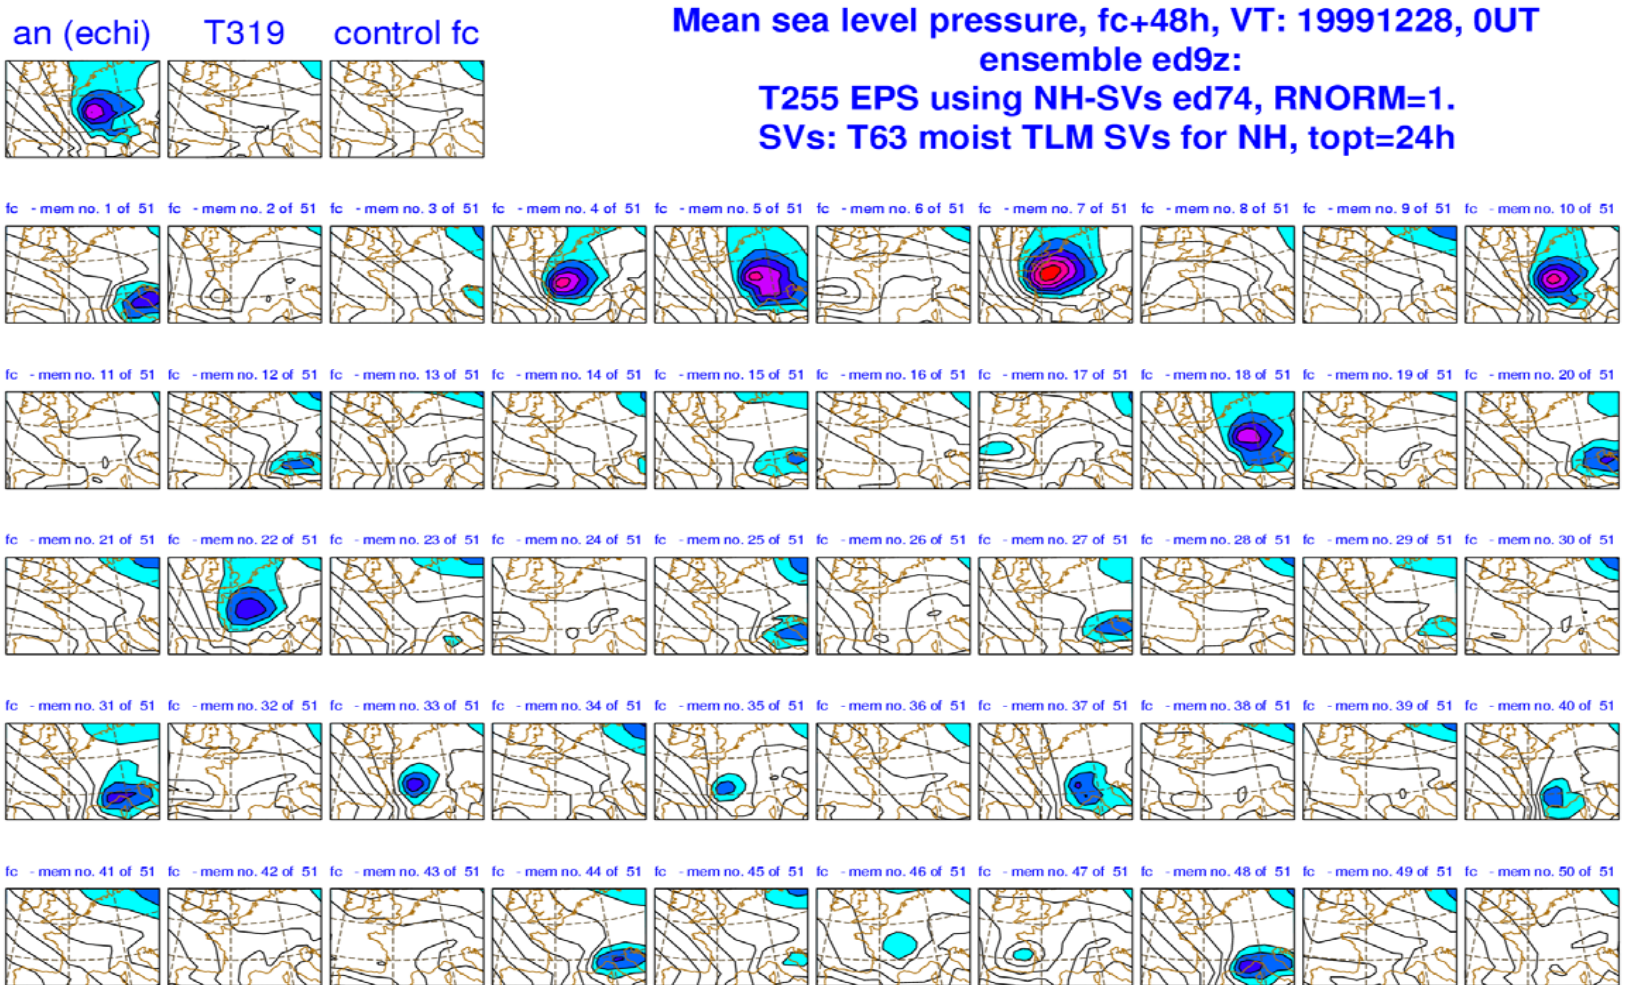 an (echi) T319 control fc
Mean sea level pressure, fc+48h, VT: 19991228, 0UT
ensemble ed9z:
T255 EPS using NH-SVs ed74, RNORM=1.
SVs: T63 moist TLM SVs for NH, topt=24h
fc - mem no. 1 of 51 fc - mem no. 2 of 51 fc - mem no. 3 of 51 fc - mem no. 4 of 51 fc - mem no. 5 of 51 fc - mem no. 6 of 51 fc - mem no. 7 of 51 fc - mem no. 8 of 51 fc - mem no. 9 of 51 fc - mem no. 10 of 51
fc - mem no. 11 of 51 fc - mem no. 12 of 51 fc - mem no. 13 of 51 fc - mem no. 14 of 51 fc - mem no. 15 of 51 fc - mem no. 16 of 51 fc - mem no. 17 of 51 fc - mem no. 18 of 51 fc - mem no. 19 of 51 fc - mem no. 20 of 51
fc - mem no. 21 of 51 fc - mem no. 22 of 51 fc - mem no. 23 of 51 fc - mem no. 24 of 51 fc - mem no. 25 of 51 fc - mem no. 26 of 51 fc - mem no. 27 of 51 fc - mem no. 28 of 51 fc - mem no. 29 of 51 fc - mem no. 30 of 51
fc - mem no. 31 of 51 fc - mem no. 32 of 51 fc - mem no. 33 of 51 fc - mem no. 34 of 51 fc - mem no. 35 of 51 fc - mem no. 36 of 51 fc - mem no. 37 of 51 fc - mem no. 38 of 51 fc - mem no. 39 of 51 fc - mem no. 40 of 51
fc - mem no. 41 of 51 fc - mem no. 42 of 51 fc - mem no. 43 of 51 fc - mem no. 44 of 51 fc - mem no. 45 of 51 fc - mem no. 46 of 51 fc - mem no. 47 of 51 fc - mem no. 48 of 51 fc - mem no. 49 of 51 fc - mem no. 50 of 51